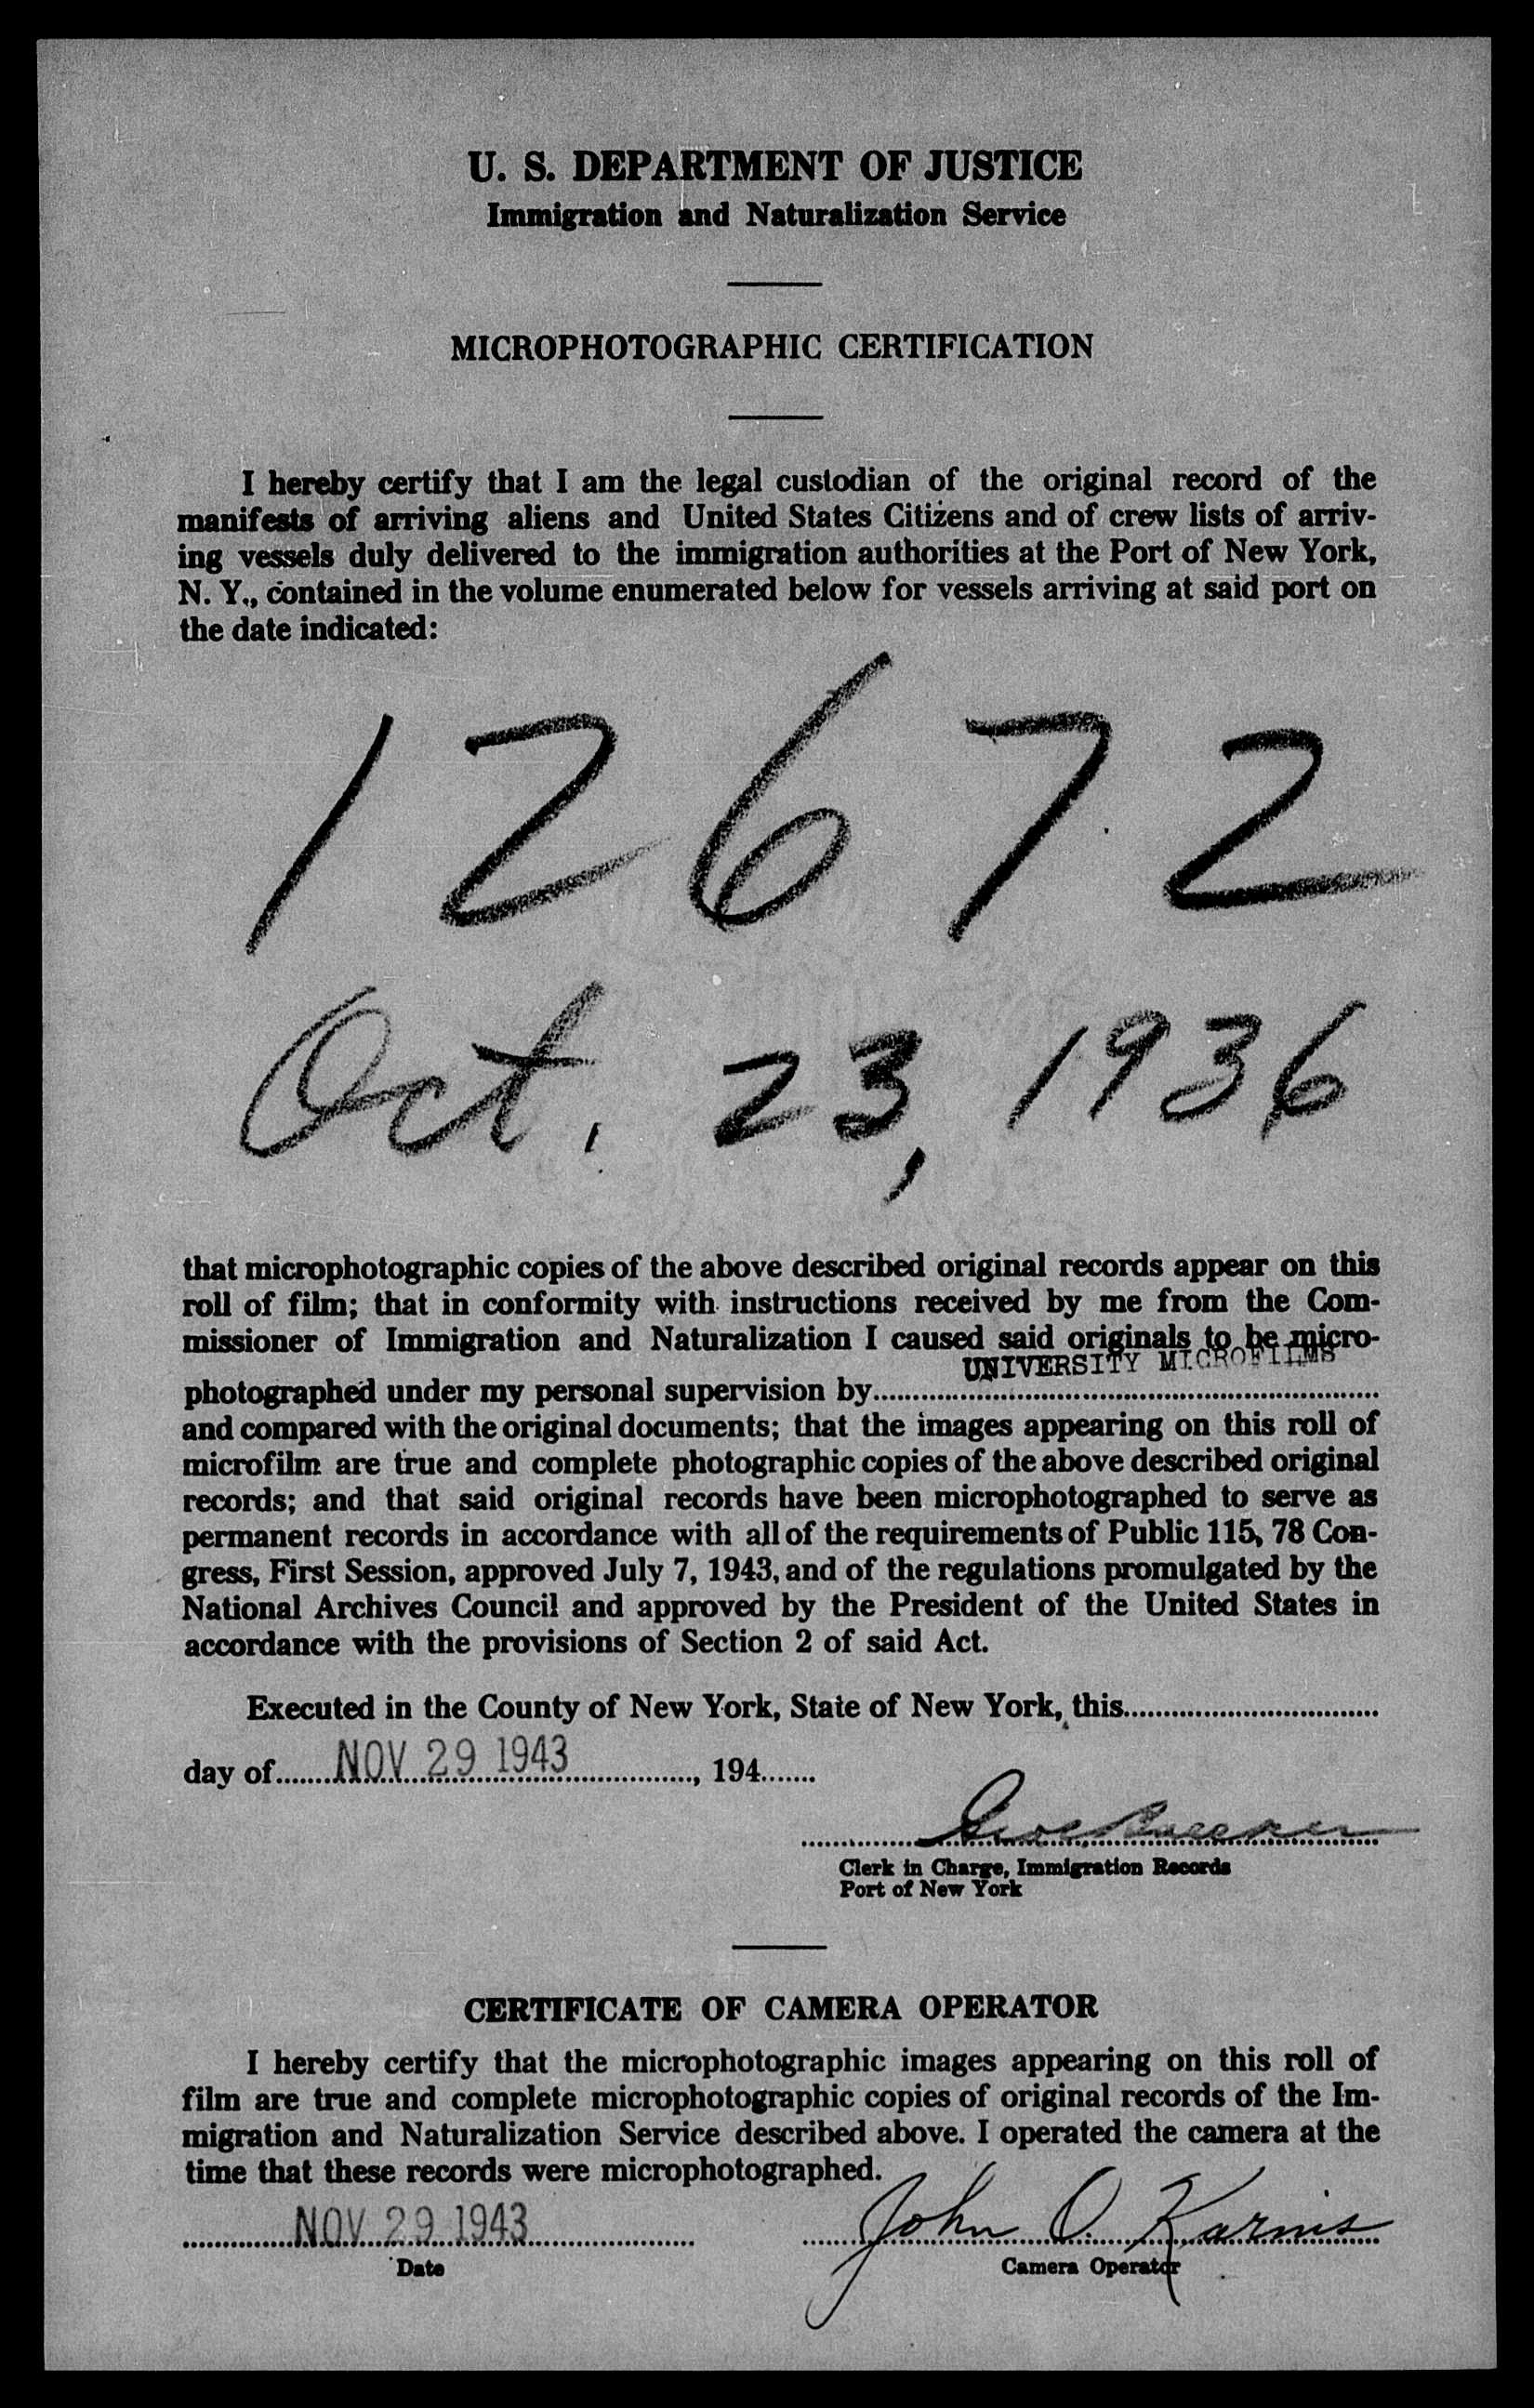 U. S. DEPARTMENT OF JUSTICE
Immigration and Naturalization Service
MICROPHOTOGRAPHIC CERTIFICATION
I hereby certify that I am the legal custodian of the original record of the
manifests of arriving aliens and United States Citizens and of crew lists of arriv-
ing vessels duly delivered to the immigration authorities at the Port of New York,
N. Y., contained in the volume enumerated below for vessels arriving at said port on
the date indicated:
12672
Oct. 23, 1936
that microphotographic copies of the above described original records appear on this
roll of film; that in conformity with instructions received by me from the Com-
missioner of Immigration and Naturalization I caused said originals to be micro-
UNIVERSITY MICROFILMS
photographed under my personal supervision by
and compared with the original documents; that the images appearing on this roll of
microfilm are true and complete photographic copies of the above described original
records; and that said original records have been microphotographed to serve as
permanent records in accordance with all of the requirements of Public 115, 78 Con-
gress, First Session, approved July 7, 1943, and of the regulations promulgated by the
National Archives Council and approved by the President of the United States in
accordance with the provisions of Section 2 of said Act.
Executed in the County of New York, State of New York, this
day of NOV 29 1943, 194
Clerk in Charge, Immigration Records
Port of New York
CERTIFICATE OF CAMERA OPERATOR
I hereby certify that the microphotographic images appearing on this roll of
film are true and complete microphotographic copies of original records of the Im-
migration and Naturalization Service described above. I operated the camera at the
time that these records were microphotographed.
NOV 29 1943 John O. Karnis
Date Camera Operator